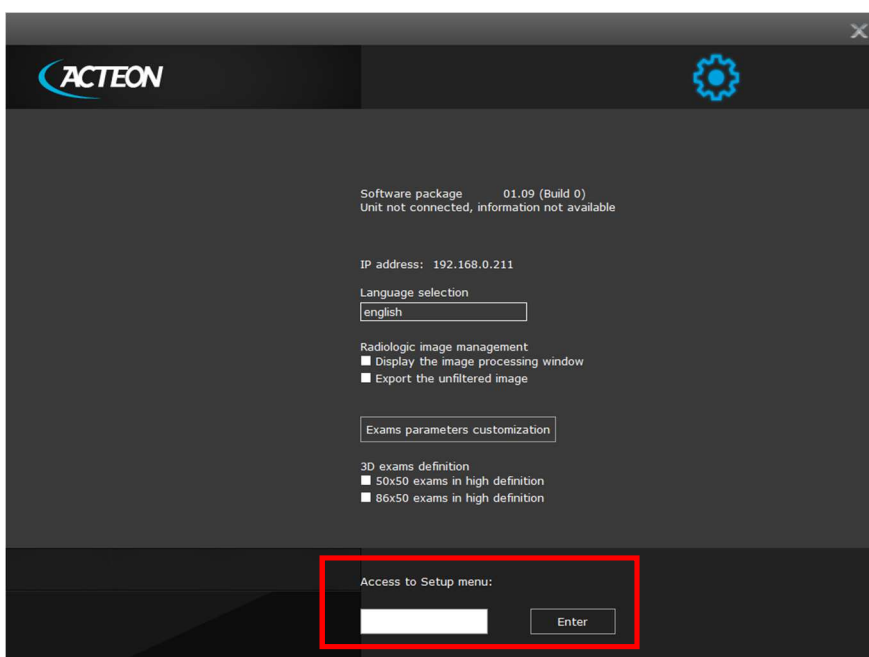 ACTEON
Software package 01.09 (Build 0)
Unit not connected, information not available
IP address: 192.168.0.211
Language selection
english
Radiologic image management
Display the image processing window
Export the unfiltered image
Exams parameters customization
3D exams definition
50x50 exams in high definition
86x50 exams in high definition
Access to Setup menu:
Enter